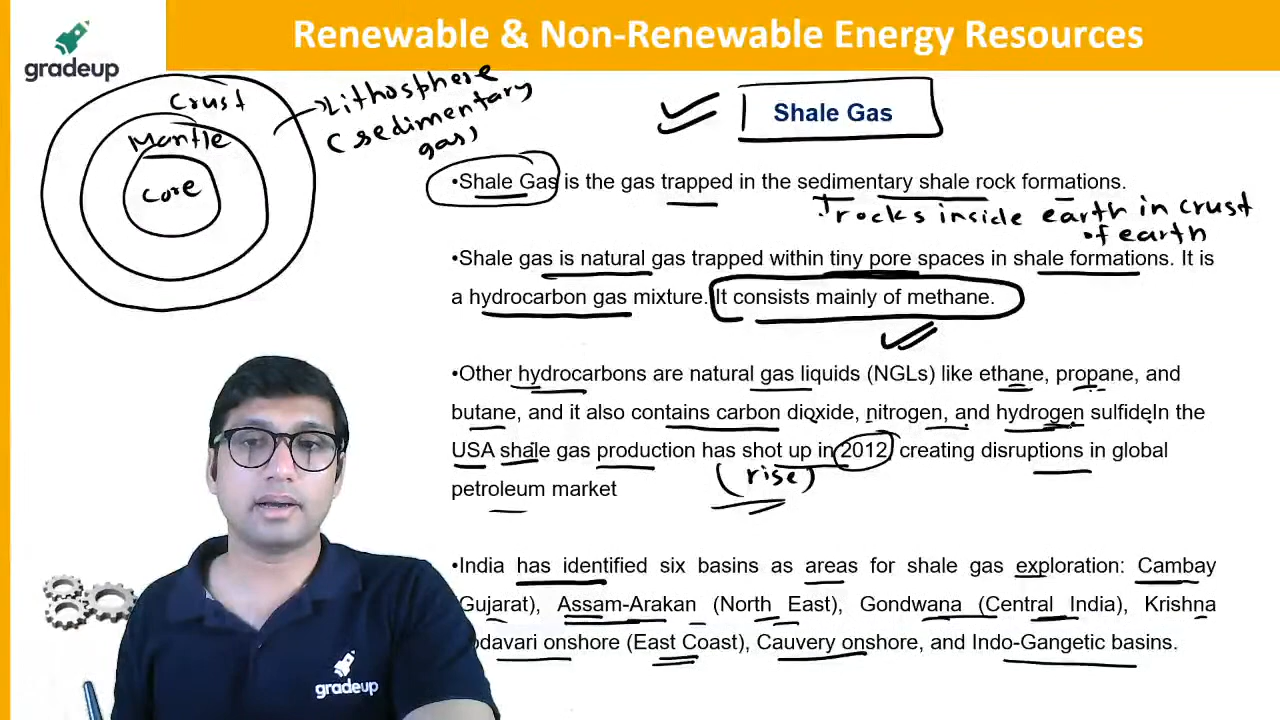 Renewable & Non-Renewable Energy Resources
gradeup
Crust
Mantle
Core
Lithosphere
(sedimentary
gas)
Shale Gas
•Shale Gas is the gas trapped in the sedimentary shale rock formations.
rocks inside earth in crust
of earth
•Shale gas is natural gas trapped within tiny pore spaces in shale formations. It is
a hydrocarbon gas mixture. It consists mainly of methane.
•Other hydrocarbons are natural gas liquids (NGLs) like ethane, propane, and
butane, and it also contains carbon dioxide, nitrogen, and hydrogen sulfide.In the
USA shale gas production has shot up in 2012 creating disruptions in global
(rise)
petroleum market
•India has identified six basins as areas for shale gas exploration: Cambay
Gujarat), Assam-Arakan (North East), Gondwana (Central India), Krishna
odavari onshore (East Coast), Cauvery onshore, and Indo-Gangetic basins.
gradeup